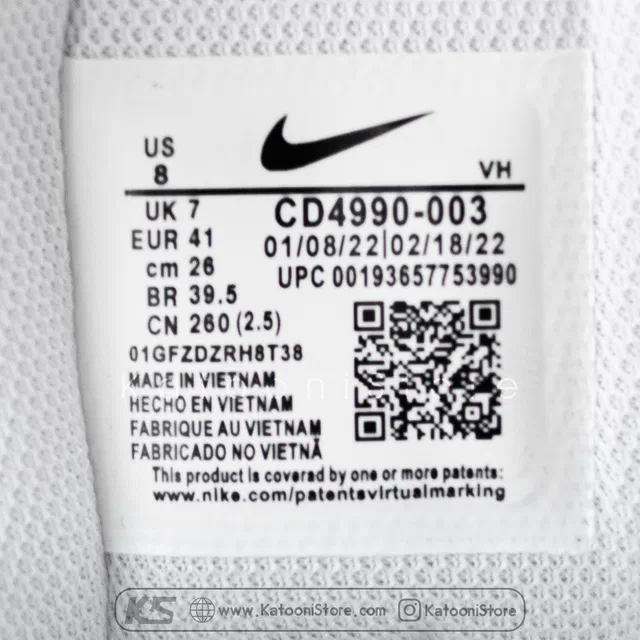 US
8
VH
UK 7
CD4990-003
EUR 41
01/08/22|02/18/22
cm 26
UPC 00193657753990
BR 39.5
CN 260 (2.5)
01GFZDZRH8T38
MADE IN VIETNAM
HECHO EN VIETNAM
FABRIQUE AU VIETNAM
FABRICADO NO VIETNÃ
This product is covered by one or more patents:
www.nike.com/patentsvirtualmarking
KS www.KatooniStore.com KatooniStore